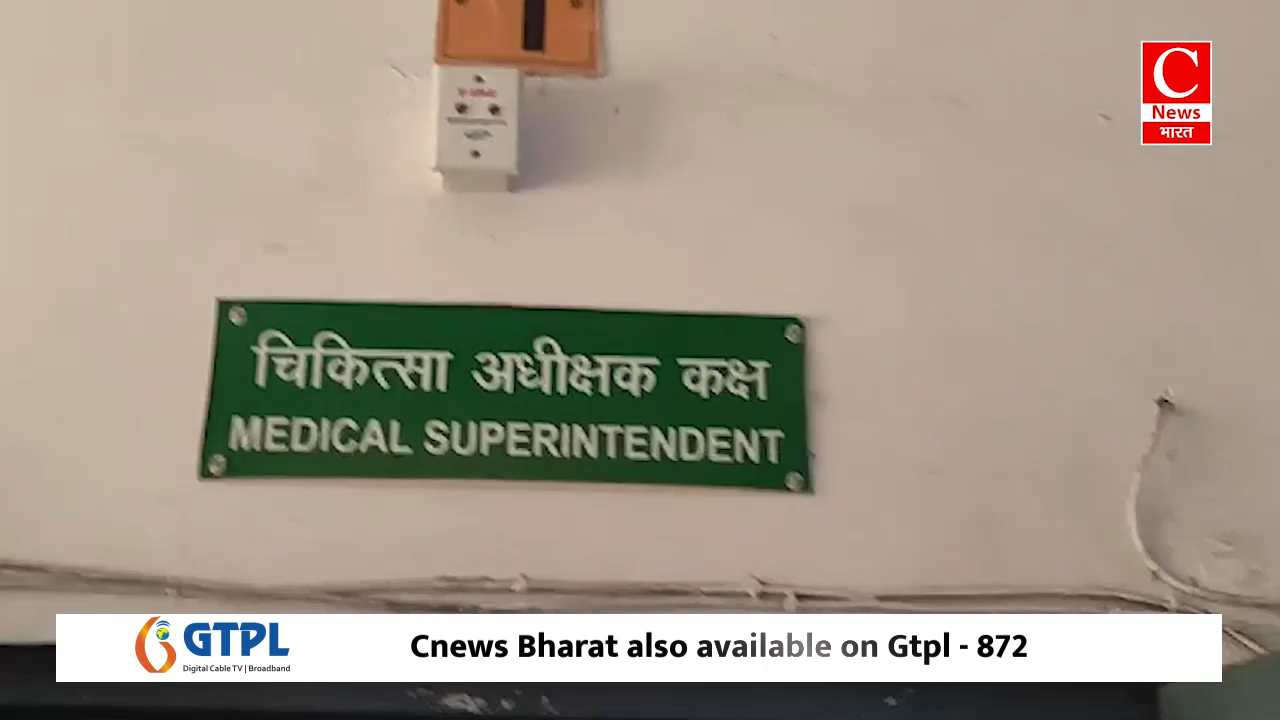 C
News
भारत
चिकित्सा अधीक्षक कक्ष
MEDICAL SUPERINTENDENT
GTPL
Digital Cable TV | Broadband
Cnews Bharat also available on Gtpl - 872